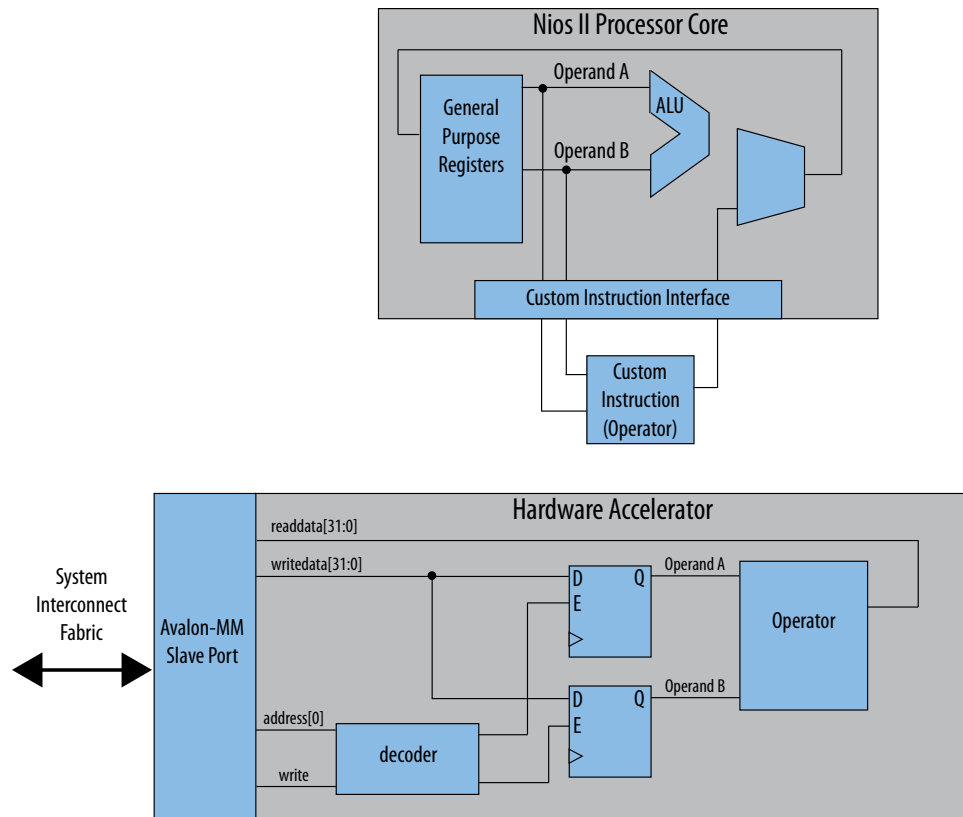 Nios II Processor Core
Operand A
General
Purpose
Registers
ALU
Operand B
Custom Instruction Interface
Custom
Instruction
(Operator)
Hardware Accelerator
readdata[31:0]
writedata[31:0]
System
Interconnect
Fabric
Avalon-MM
Slave Port
D Q
E
Operand A
Operator
D Q
E
Operand B
address[0]
decoder
write